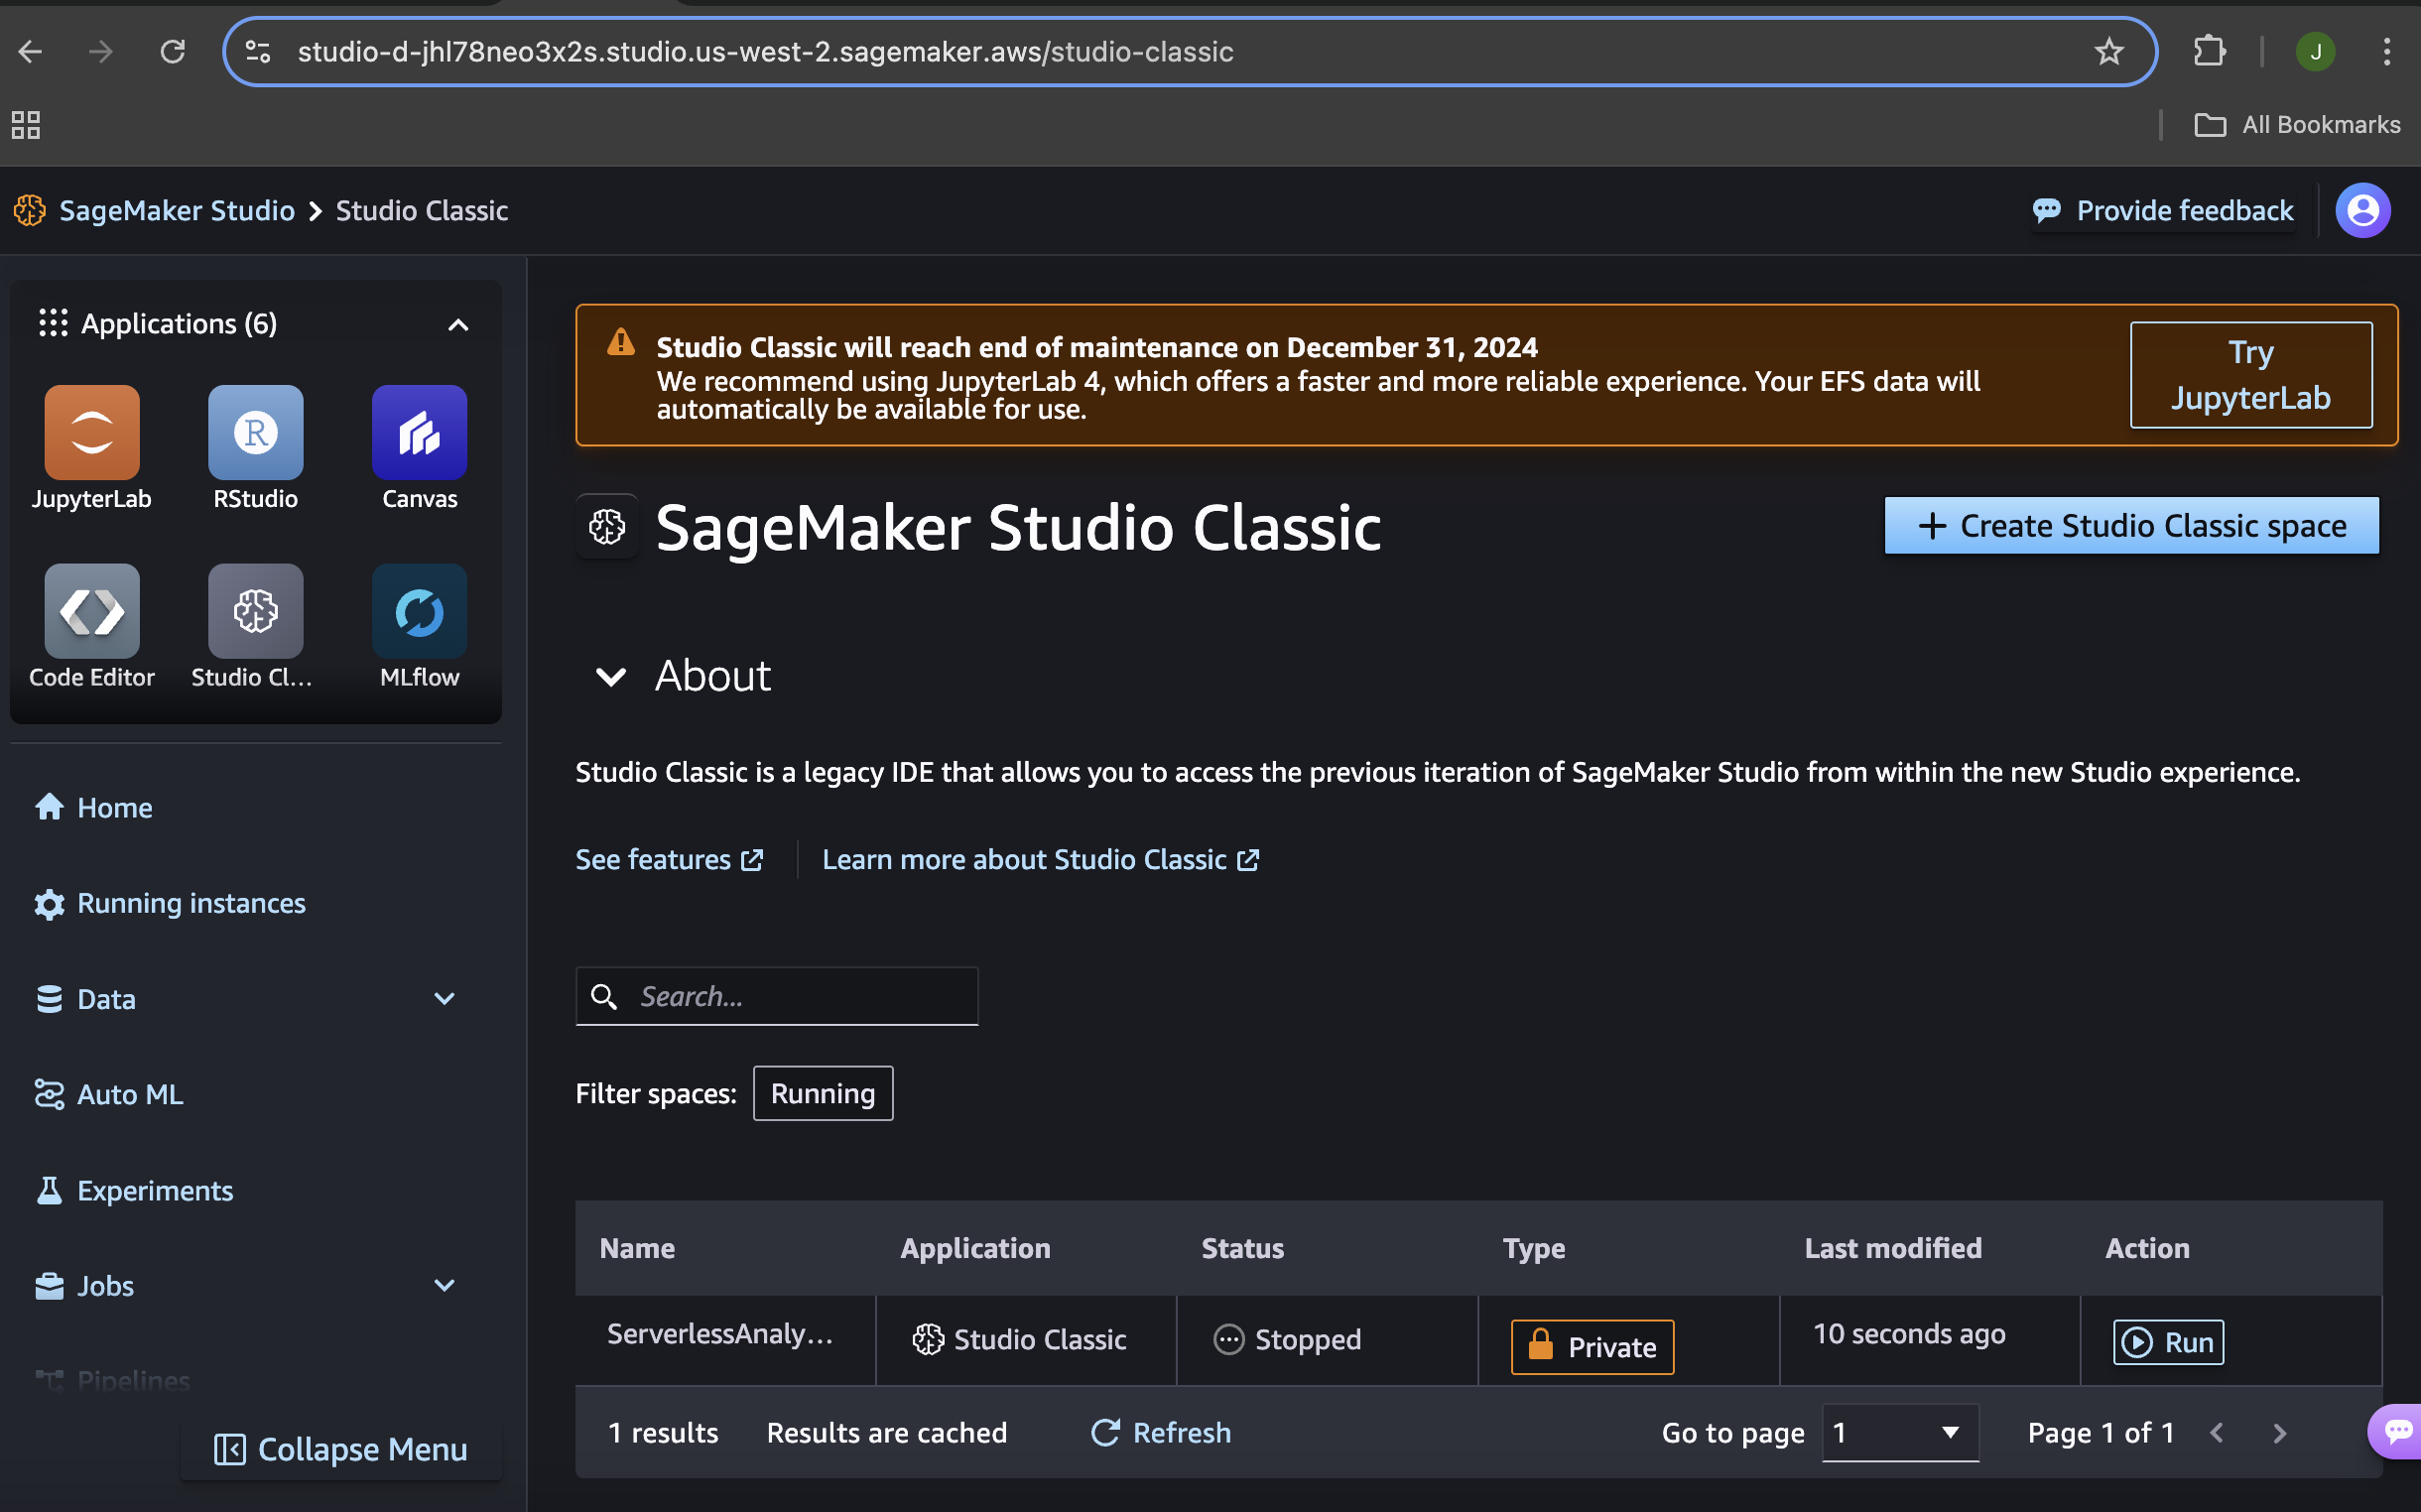 studio-d-jhl78neo3x2s.studio.us-west-2.sagemaker.aws/studio-classic
J
All Bookmarks
SageMaker Studio
Studio Classic
Provide feedback
Applications (6)
JupyterLab
R
RStudio
Canvas
Code Editor
Studio Cl...
MLflow
Home
Running instances
Data
Auto ML
Experiments
Jobs
Pipelines
Collapse Menu
Studio Classic will reach end of maintenance on December 31, 2024
We recommend using JupyterLab 4, which offers a faster and more reliable experience. Your EFS data will
automatically be available for use.
Try
JupyterLab
SageMaker Studio Classic
+ Create Studio Classic space
About
Studio Classic is a legacy IDE that allows you to access the previous iteration of SageMaker Studio from within the new Studio experience.
See features
Learn more about Studio Classic
Search...
Filter spaces: Running
Name Application Status Type Last modified Action
ServerlessAnaly... Studio Classic Stopped Private 10 seconds ago Run
1 results Results are cached Refresh Go to page 1 Page 1 of 1